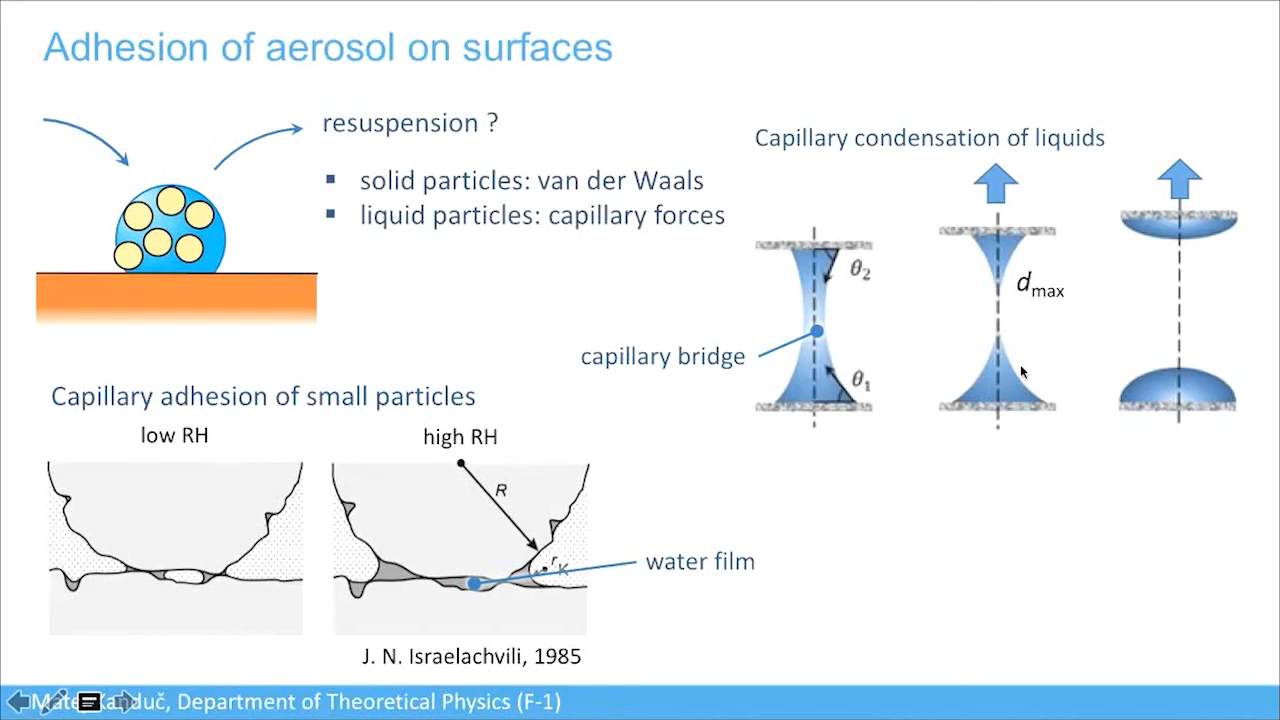 Adhesion of aerosol on surfaces
resuspension ?
▪ solid particles: van der Waals
▪ liquid particles: capillary forces
Capillary condensation of liquids
θ₂
d max
capillary bridge
θ₁
Capillary adhesion of small particles
low RH
high RH
R
r K
water film
J. N. Israelachvili, 1985
Kanduč, Department of Theoretical Physics (F-1)